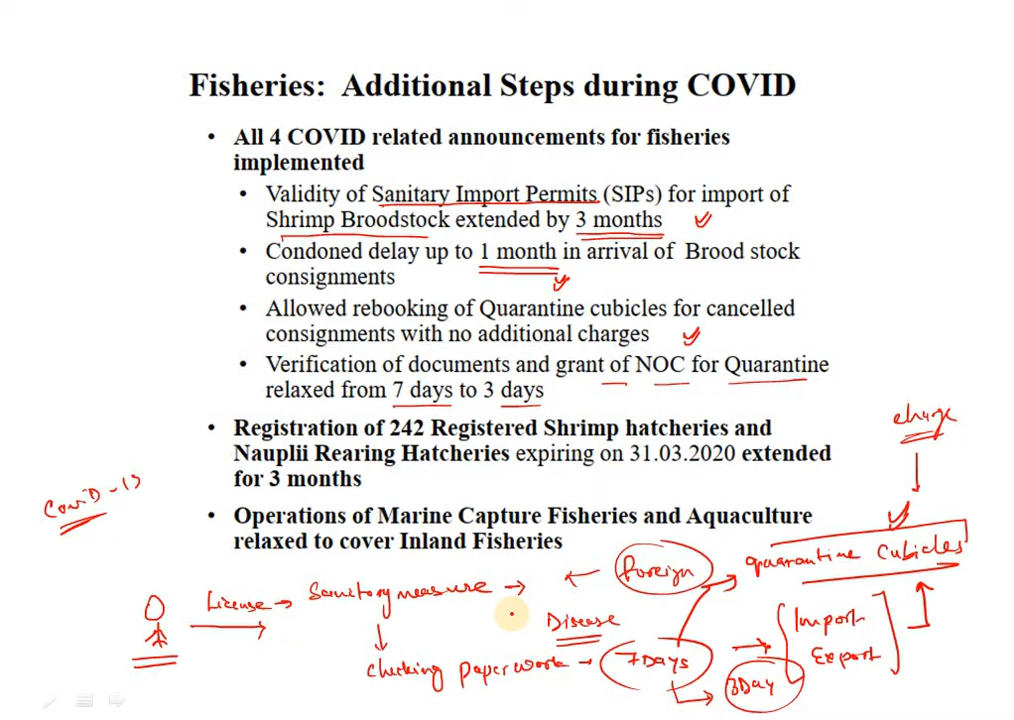 Fisheries: Additional Steps during COVID
• All 4 COVID related announcements for fisheries
implemented
• Validity of Sanitary Import Permits (SIPs) for import of
Shrimp Broodstock extended by 3 months
• Condoned delay up to 1 month in arrival of Brood stock
consignments
• Allowed rebooking of Quarantine cubicles for cancelled
consignments with no additional charges
• Verification of documents and grant of NOC for Quarantine
relaxed from 7 days to 3 days
• Registration of 242 Registered Shrimp hatcheries and
Nauplii Rearing Hatcheries expiring on 31.03.2020 extended
for 3 months
• Operations of Marine Capture Fisheries and Aquaculture
relaxed to cover Inland Fisheries
charge
CoviD-19
quarantine Cubicles
foreign
License → Sanitary measure →
Disease
Import
Export
checking paperwork → 7 Days
3 Day